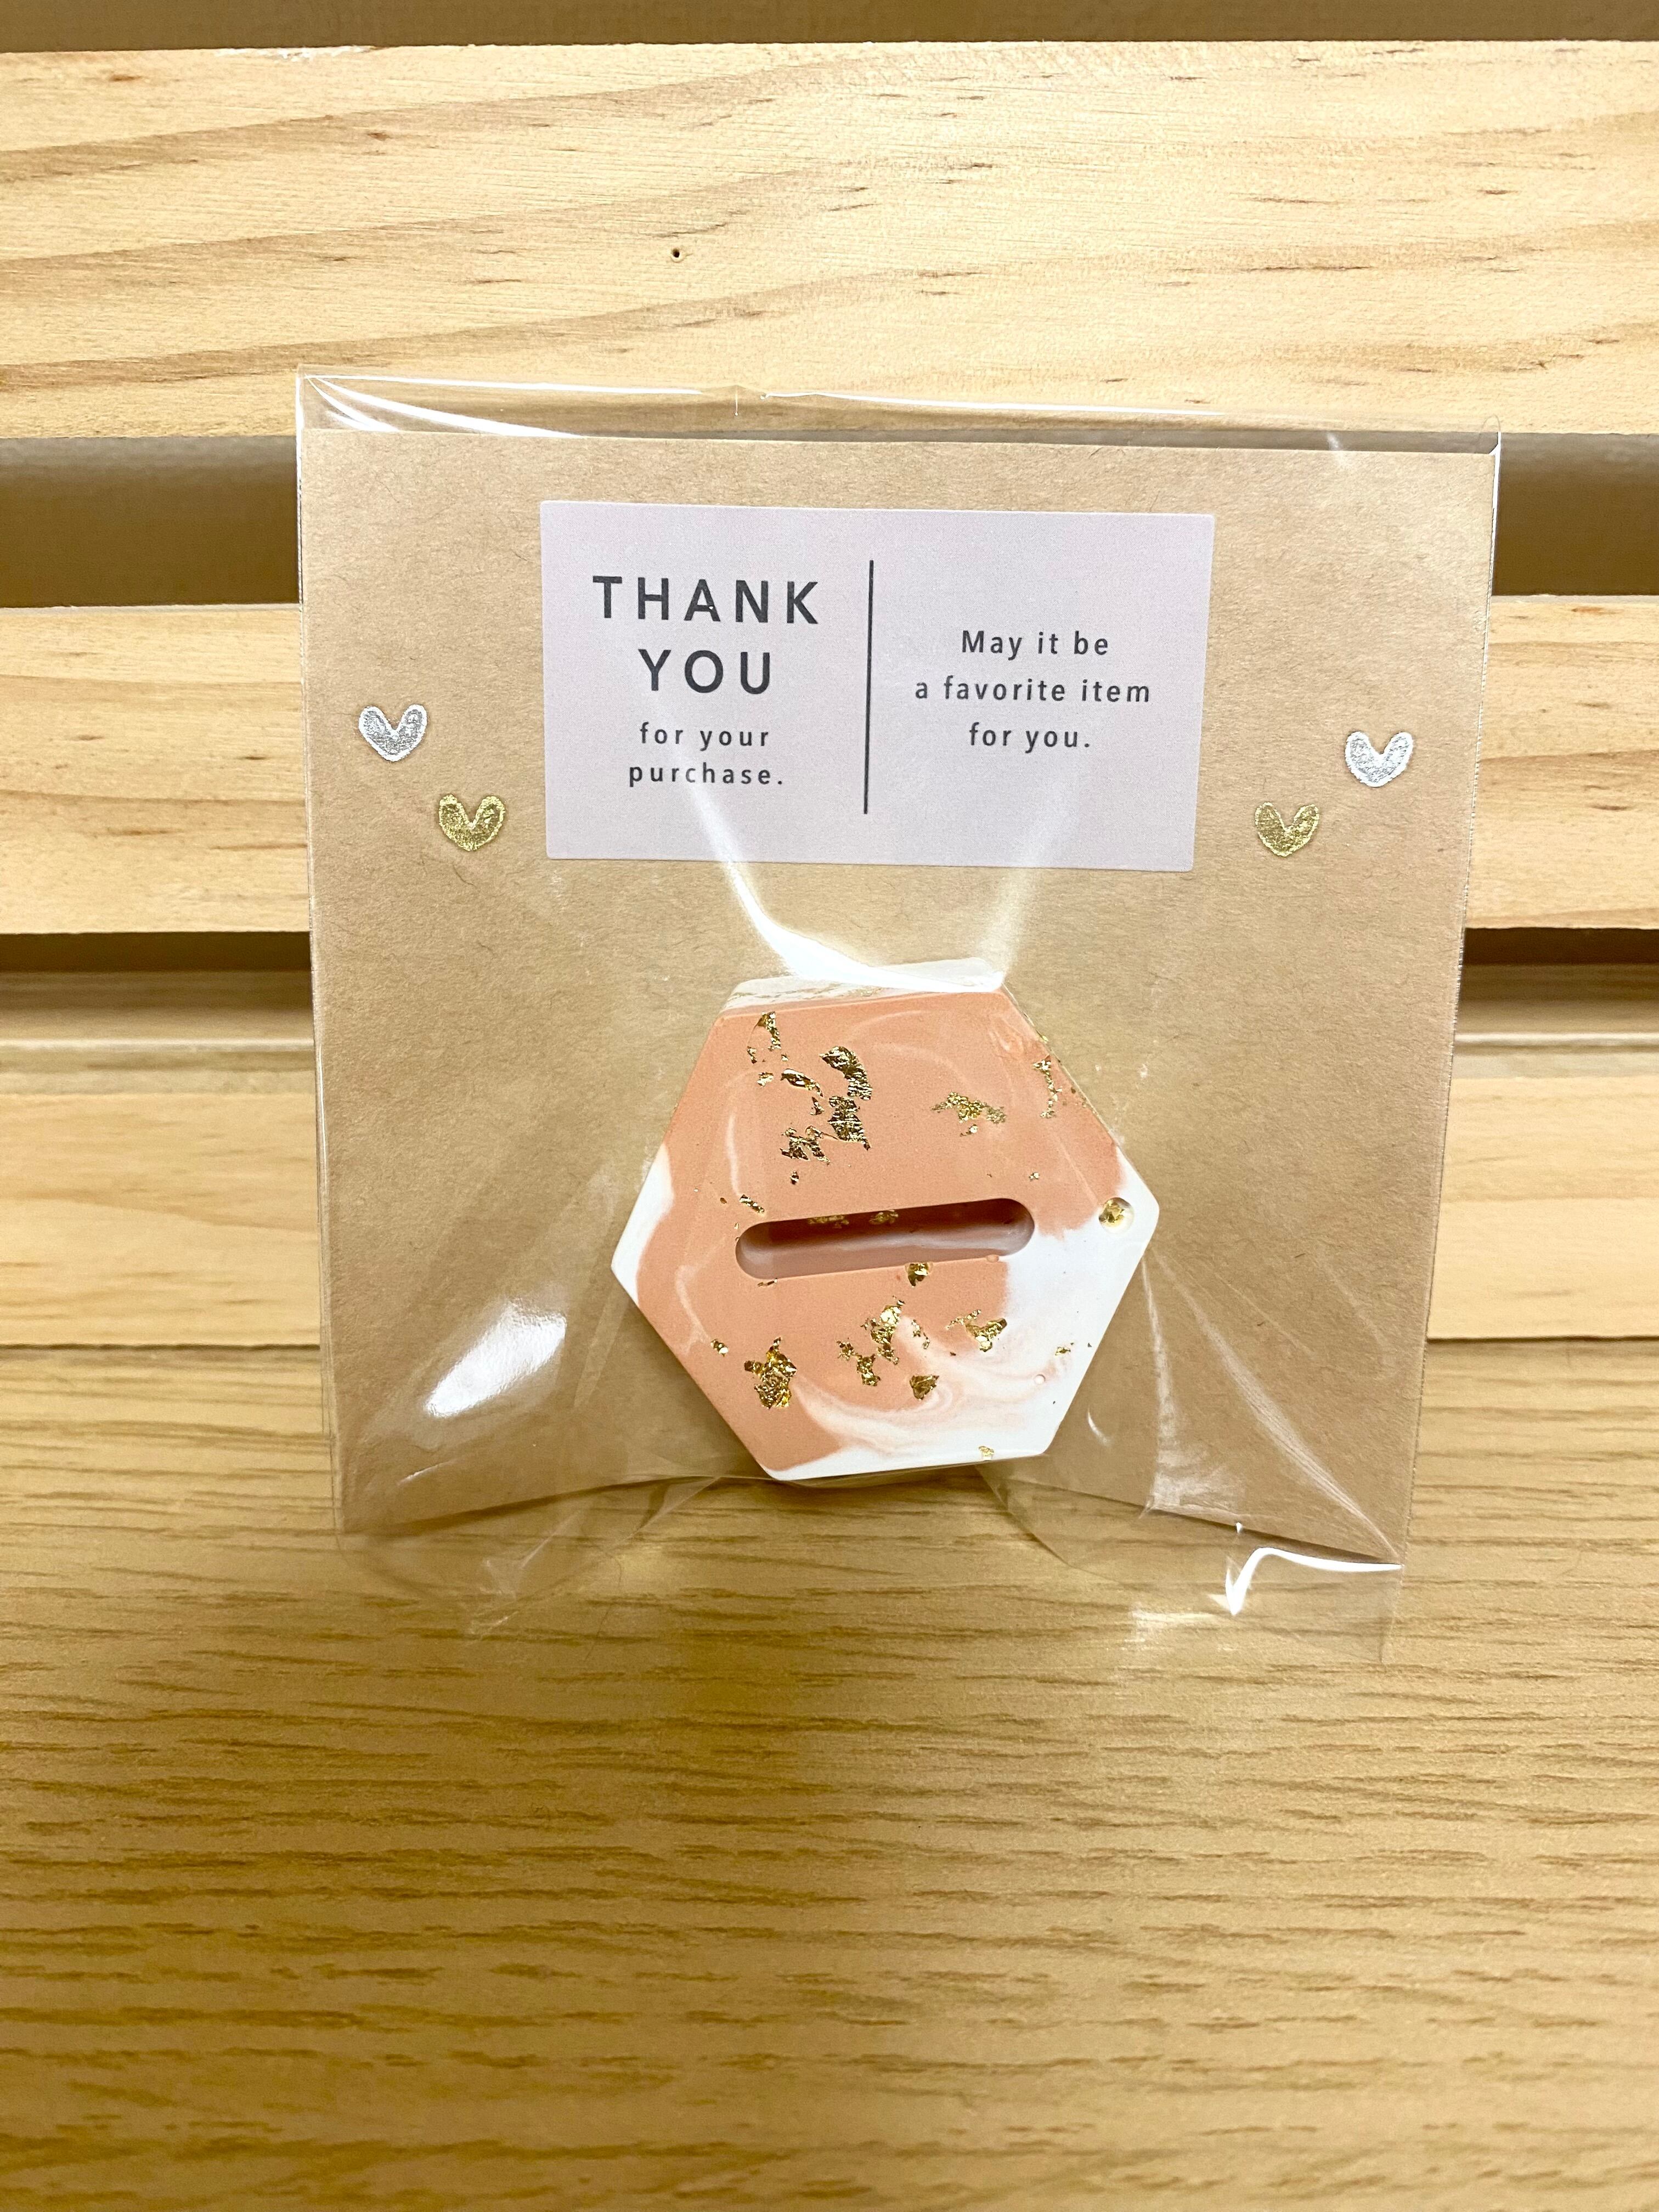 THANK
YOU
for your
purchase.
May it be
a favorite item
for you.